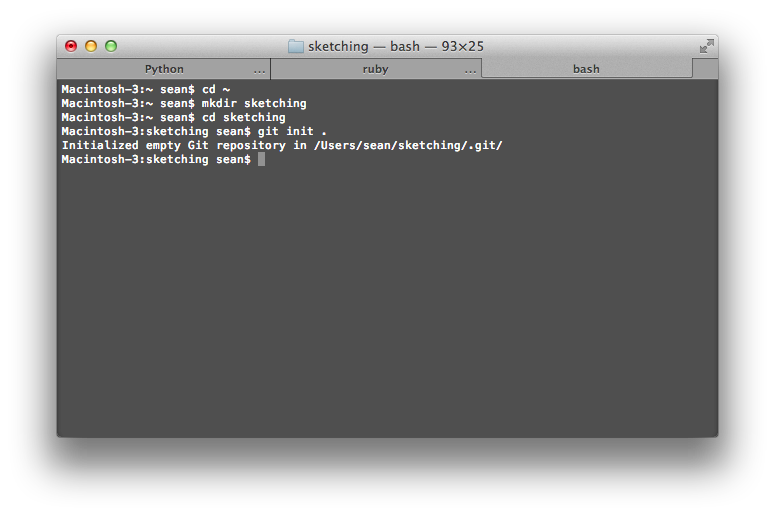 sketching — bash — 93×25
Python ... ruby ... bash
Macintosh-3:~ sean$ cd ~
Macintosh-3:~ sean$ mkdir sketching
Macintosh-3:~ sean$ cd sketching
Macintosh-3:sketching sean$ git init .
Initialized empty Git repository in /Users/sean/sketching/.git/
Macintosh-3:sketching sean$